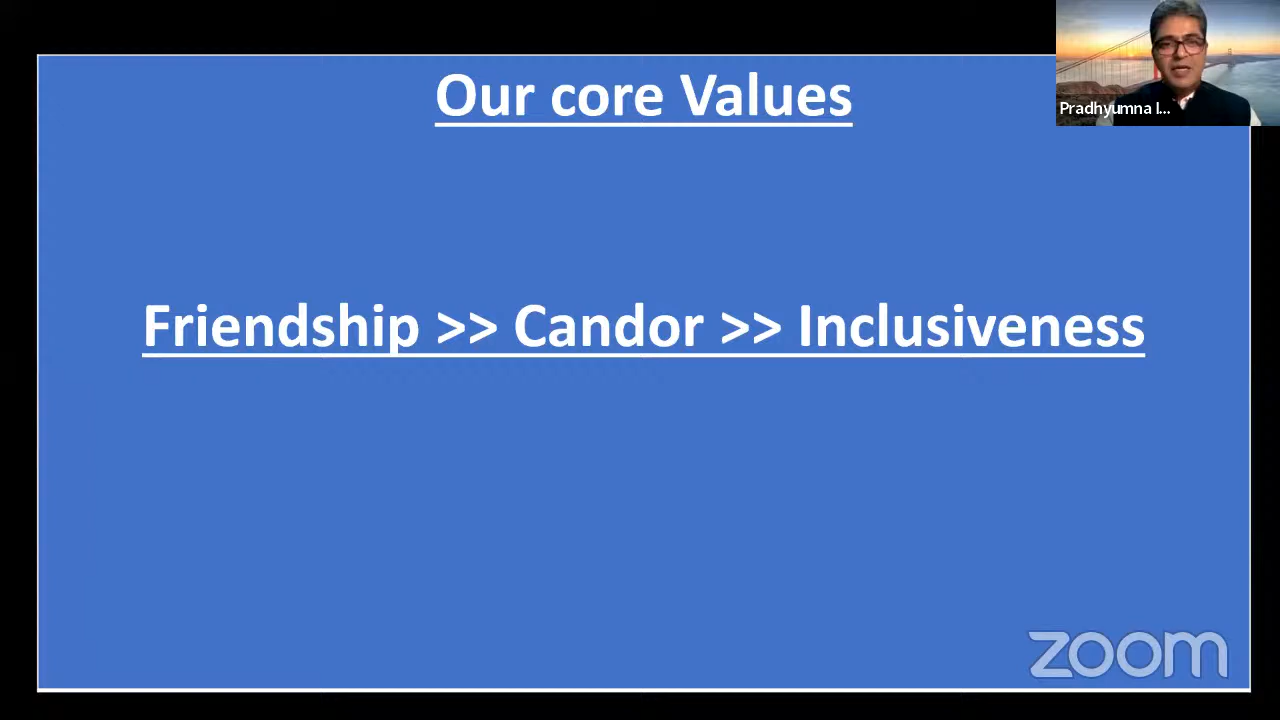 Our core Values
Pradhyumna I...
Friendship >> Candor >> Inclusiveness
zoom